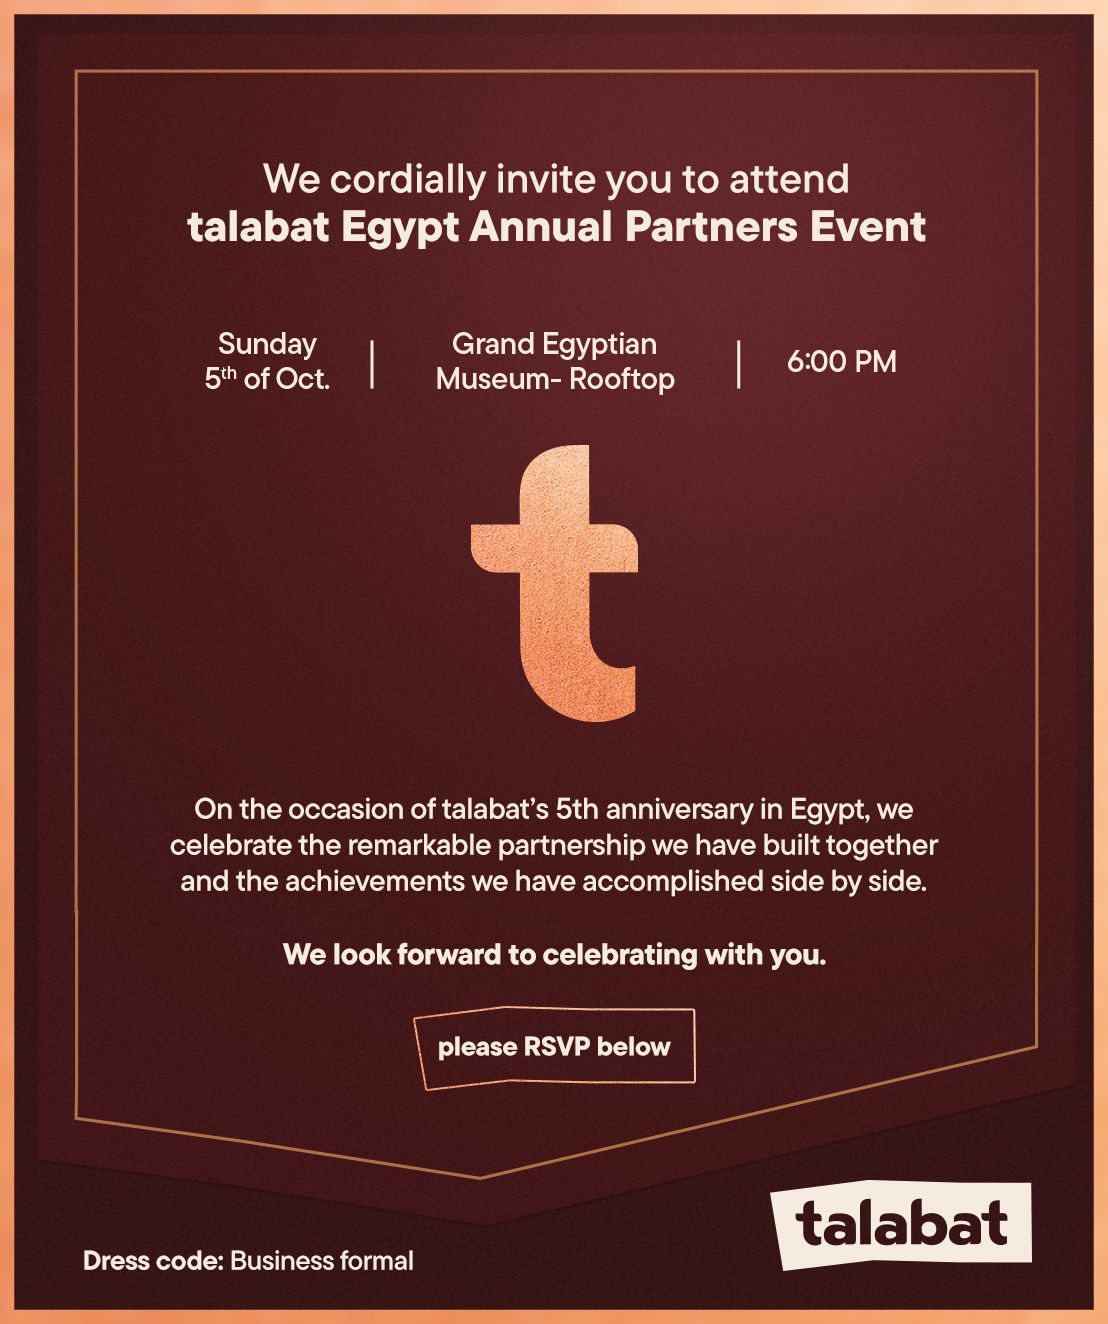 We cordially invite you to attend
talabat Egypt Annual Partners Event
Sunday
5th of Oct.
Grand Egyptian
Museum- Rooftop
6:00 PM
t
On the occasion of talabat’s 5th anniversary in Egypt, we
celebrate the remarkable partnership we have built together
and the achievements we have accomplished side by side.
We look forward to celebrating with you.
please RSVP below
talabat
Dress code: Business formal